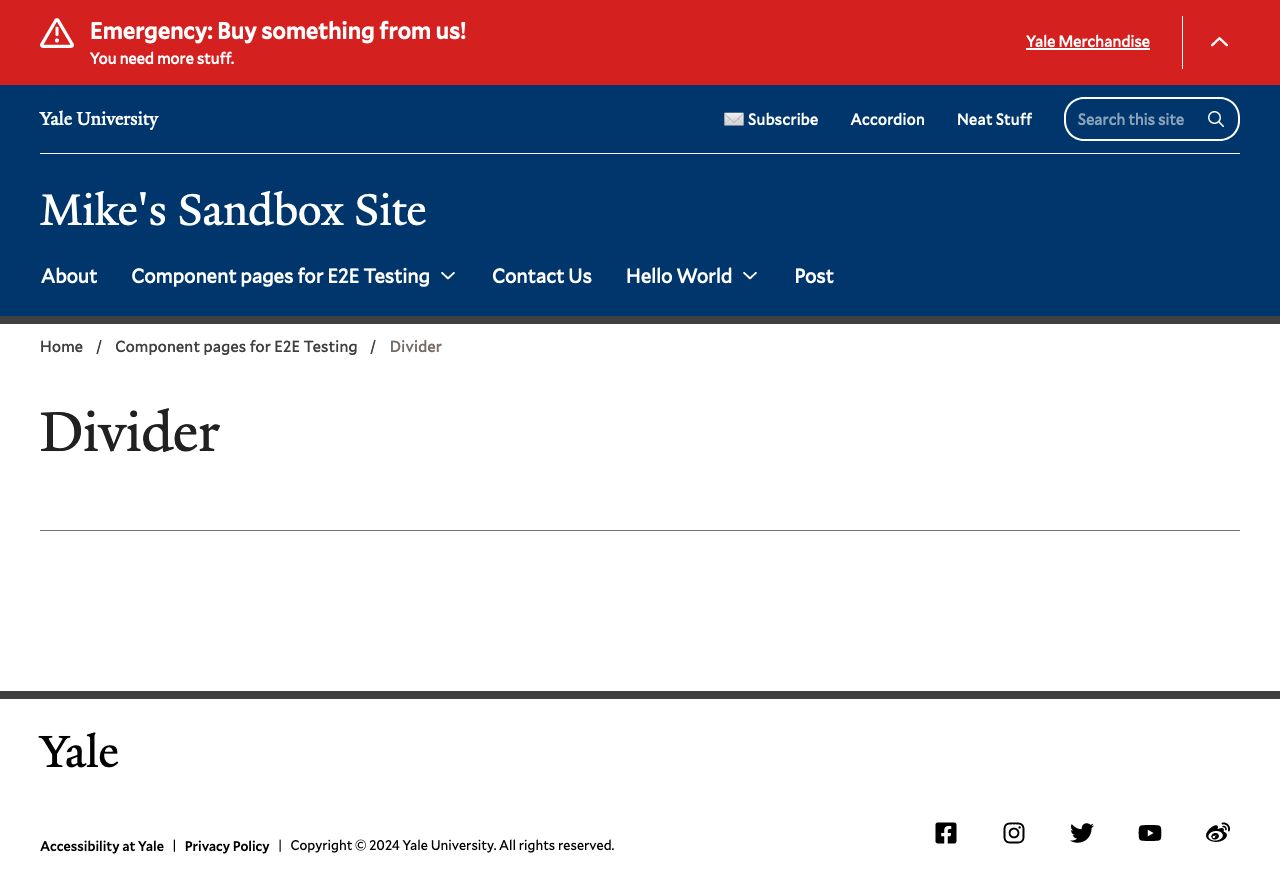 Emergency: Buy something from us!
You need more stuff.
Yale Merchandise
Yale University
Subscribe
Accordion
Neat Stuff
Search this site
Mike's Sandbox Site
About
Component pages for E2E Testing
Contact Us
Hello World
Post
Home / Component pages for E2E Testing / Divider
Divider
Yale
Accessibility at Yale | Privacy Policy | Copyright © 2024 Yale University. All rights reserved.